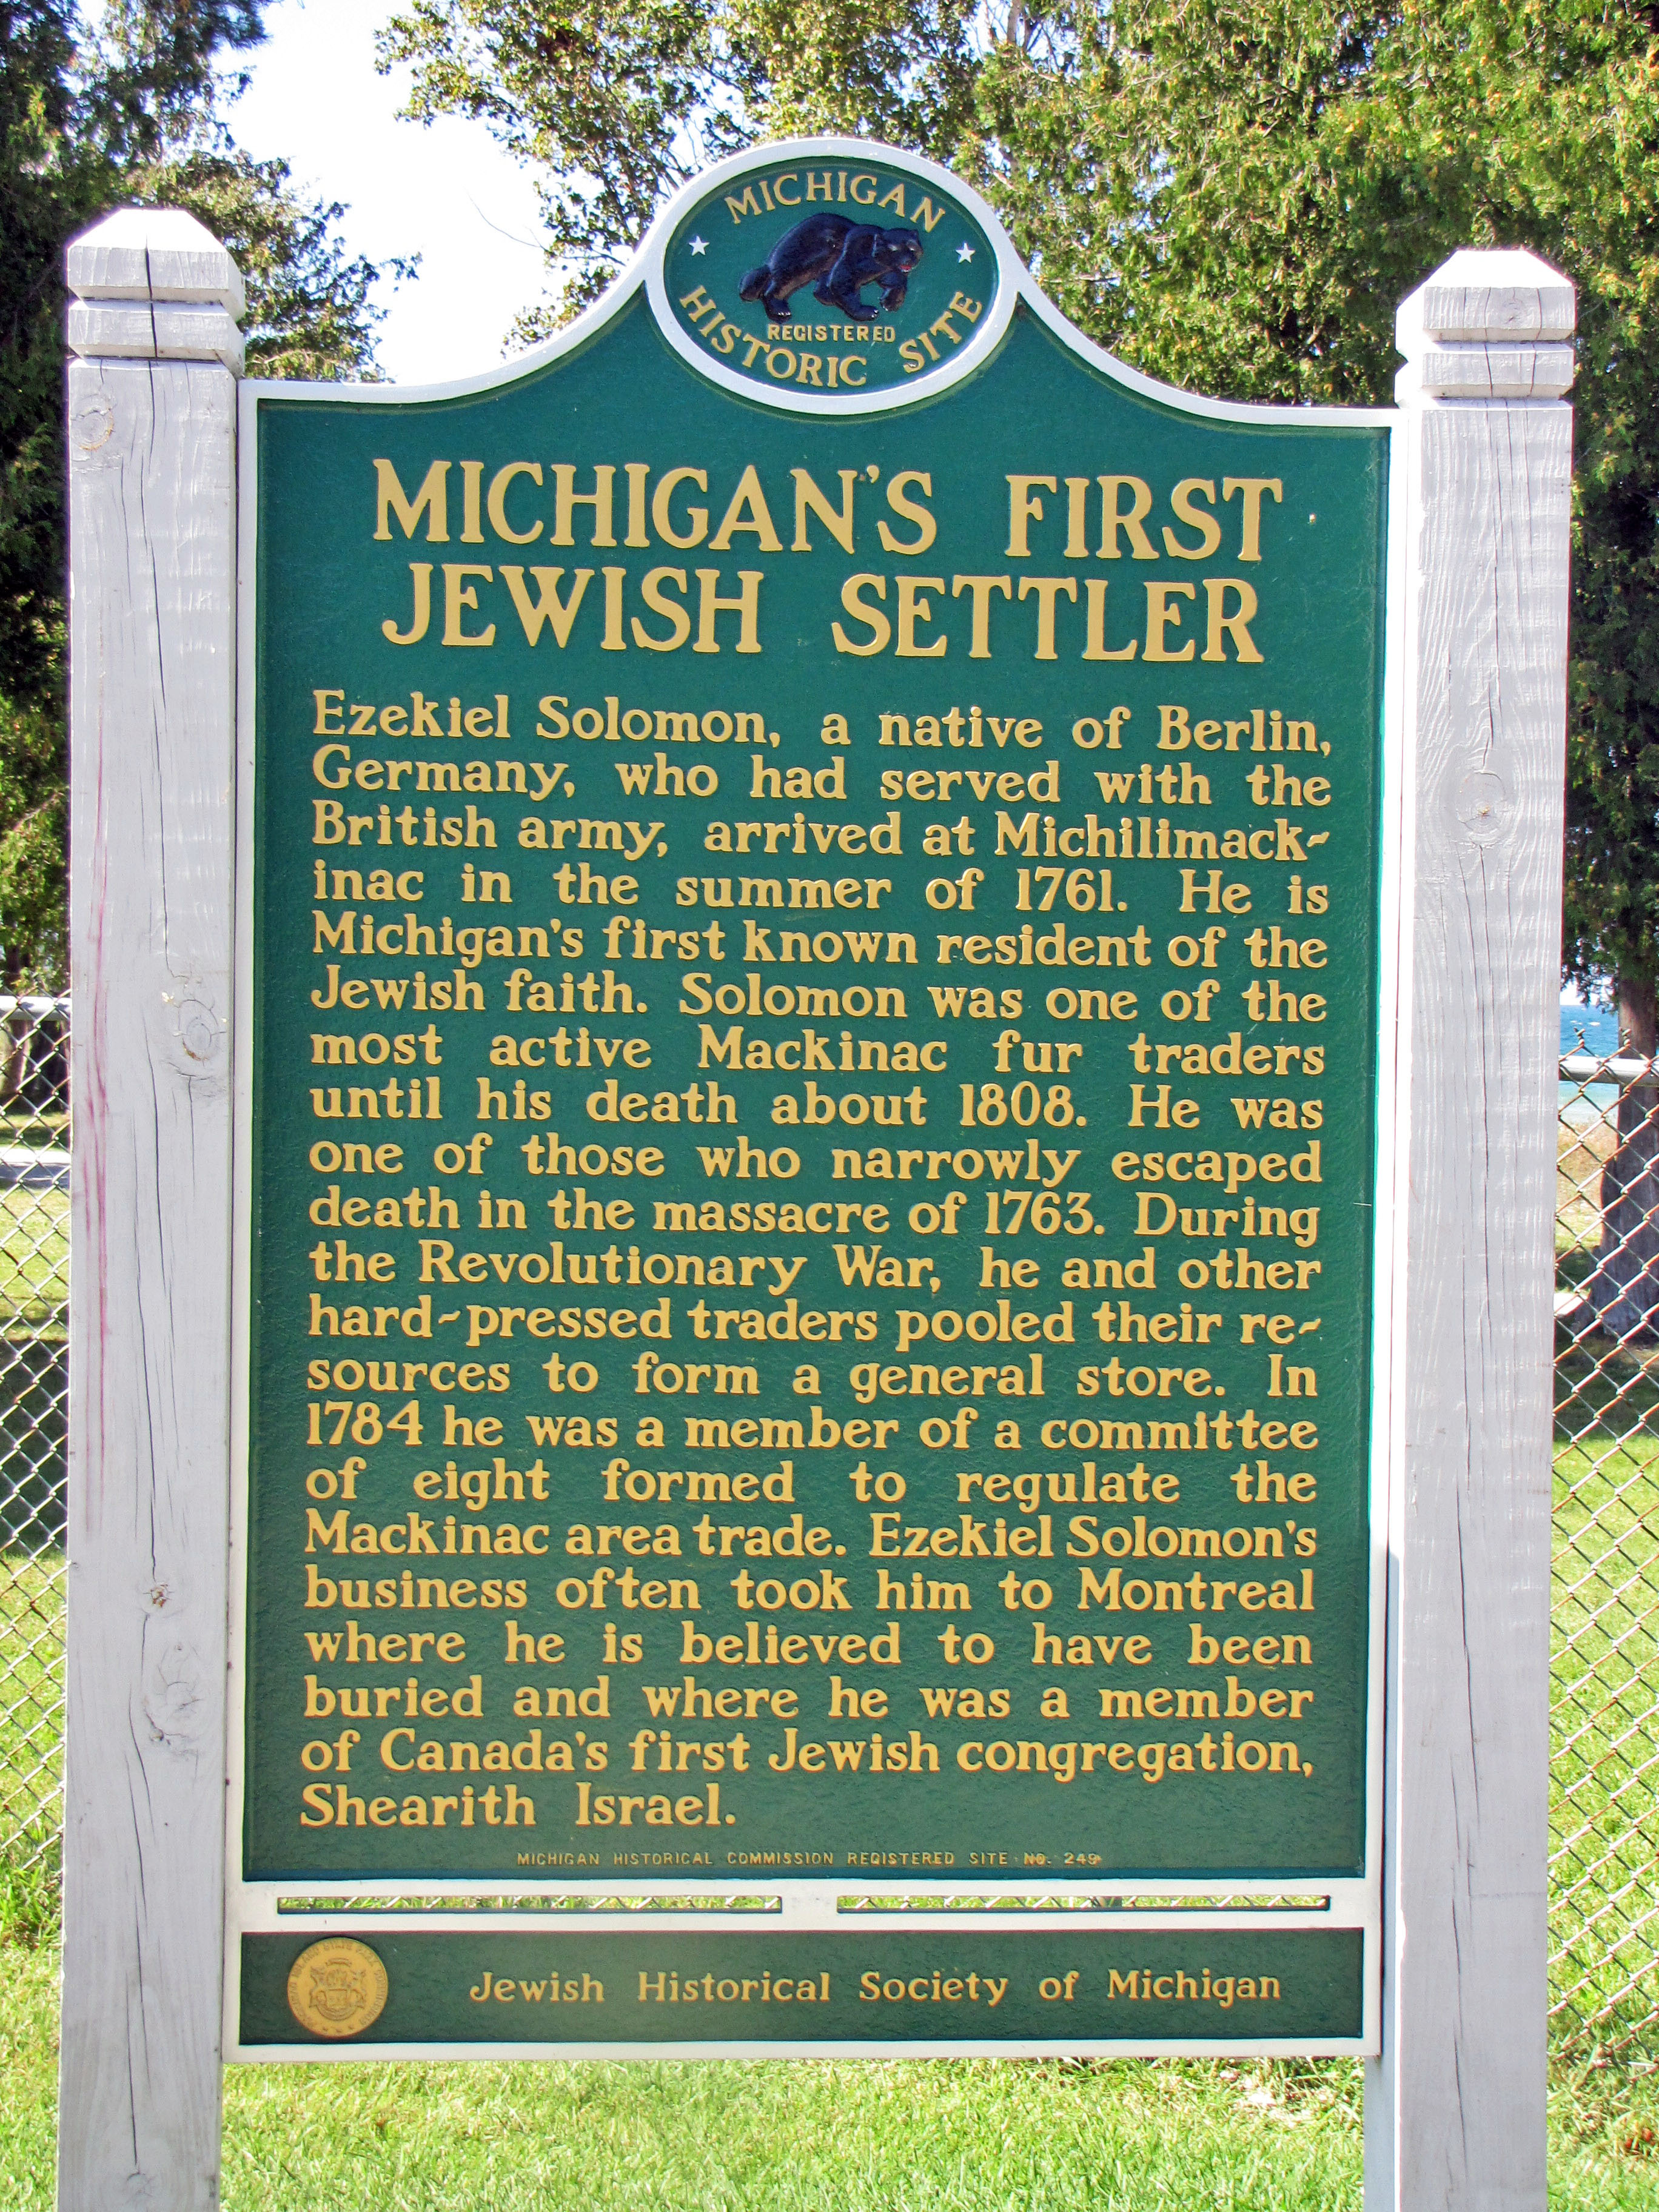 MICHIGAN
REGISTERED
HISTORIC SITE
MICHIGAN'S FIRST
JEWISH SETTLER
Ezekiel Solomon, a native of Berlin,
Germany, who had served with the
British army, arrived at Michilimack-
inac in the summer of 1761. He is
Michigan's first known resident of the
Jewish faith. Solomon was one of the
most active Mackinac fur traders
until his death about 1808. He was
one of those who narrowly escaped
death in the massacre of 1763. During
the Revolutionary War, he and other
hard-pressed traders pooled their re-
sources to form a general store. In
1784 he was a member of a committee
of eight formed to regulate the
Mackinac area trade. Ezekiel Solomon's
business often took him to Montreal
where he is believed to have been
buried and where he was a member
of Canada's first Jewish congregation,
Shearith Israel.
MICHIGAN HISTORICAL COMMISSION REGISTERED SITE NO. 249
Jewish Historical Society of Michigan